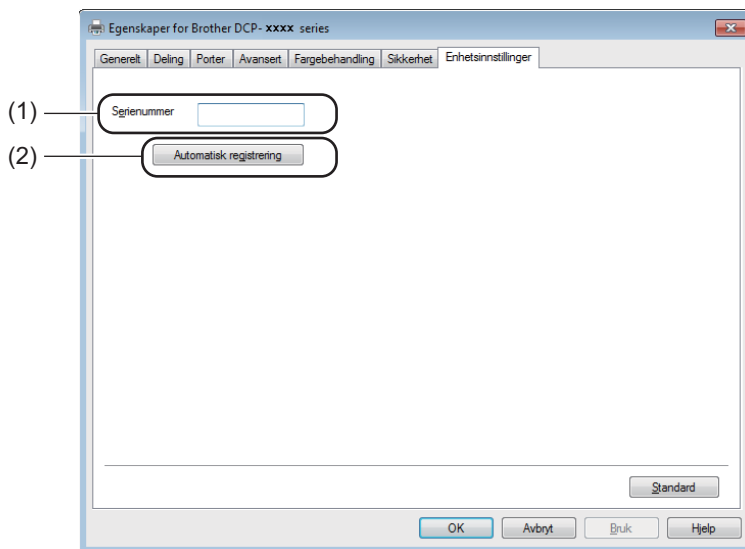 Egenskaper for Brother DCP- xxxx series
Generelt Deling Porter Avansert Fargebehandling Sikkerhet Enhetsinnstillinger
(1) Serienummer
(2) Automatisk registrering
Standard
OK Avbryt Bruk Hjelp